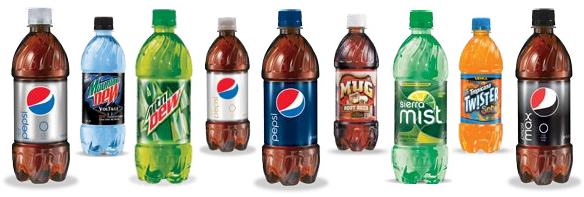 Mountain
DEW
VOLTAGE
Mtn
DEW
pepsi
pepsi
MUG
ROOT BEER
sierra
mist
Tropicana
TWISTER
Soda
pepsi
max